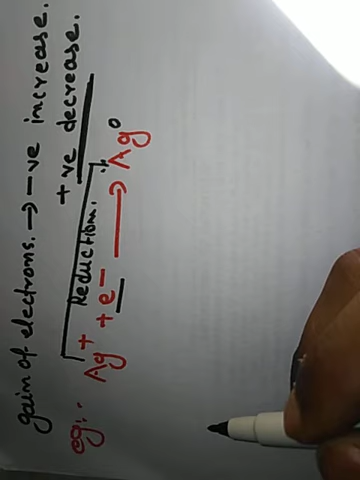 gain of electrons. → -ve increase.
+ve decrease.
Reduction.
eg:- Ag⁺ + e⁻ ⟶ Ag⁰